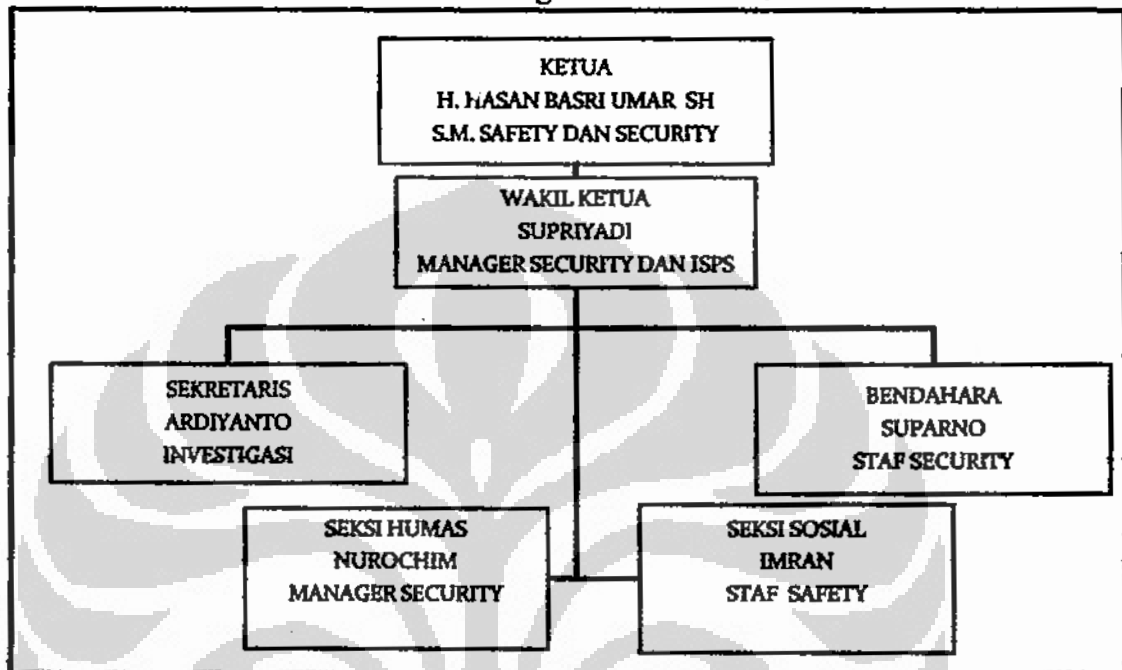 KETUA
H. HASAN BASRI UMAR SH
S.M. SAFETY DAN SECURITY
WAKIL KETUA
SUPRIYADI
MANAGER SECURITY DAN ISPS
SEKRETARIS
ARDIYANTO
INVESTIGASI
BENDAHARA
SUPARNO
STAF SECURITY
SEKSI HUMAS
NUROCHIM
MANAGER SECURITY
SEKSI SOSIAL
IMRAN
STAF SAFETY